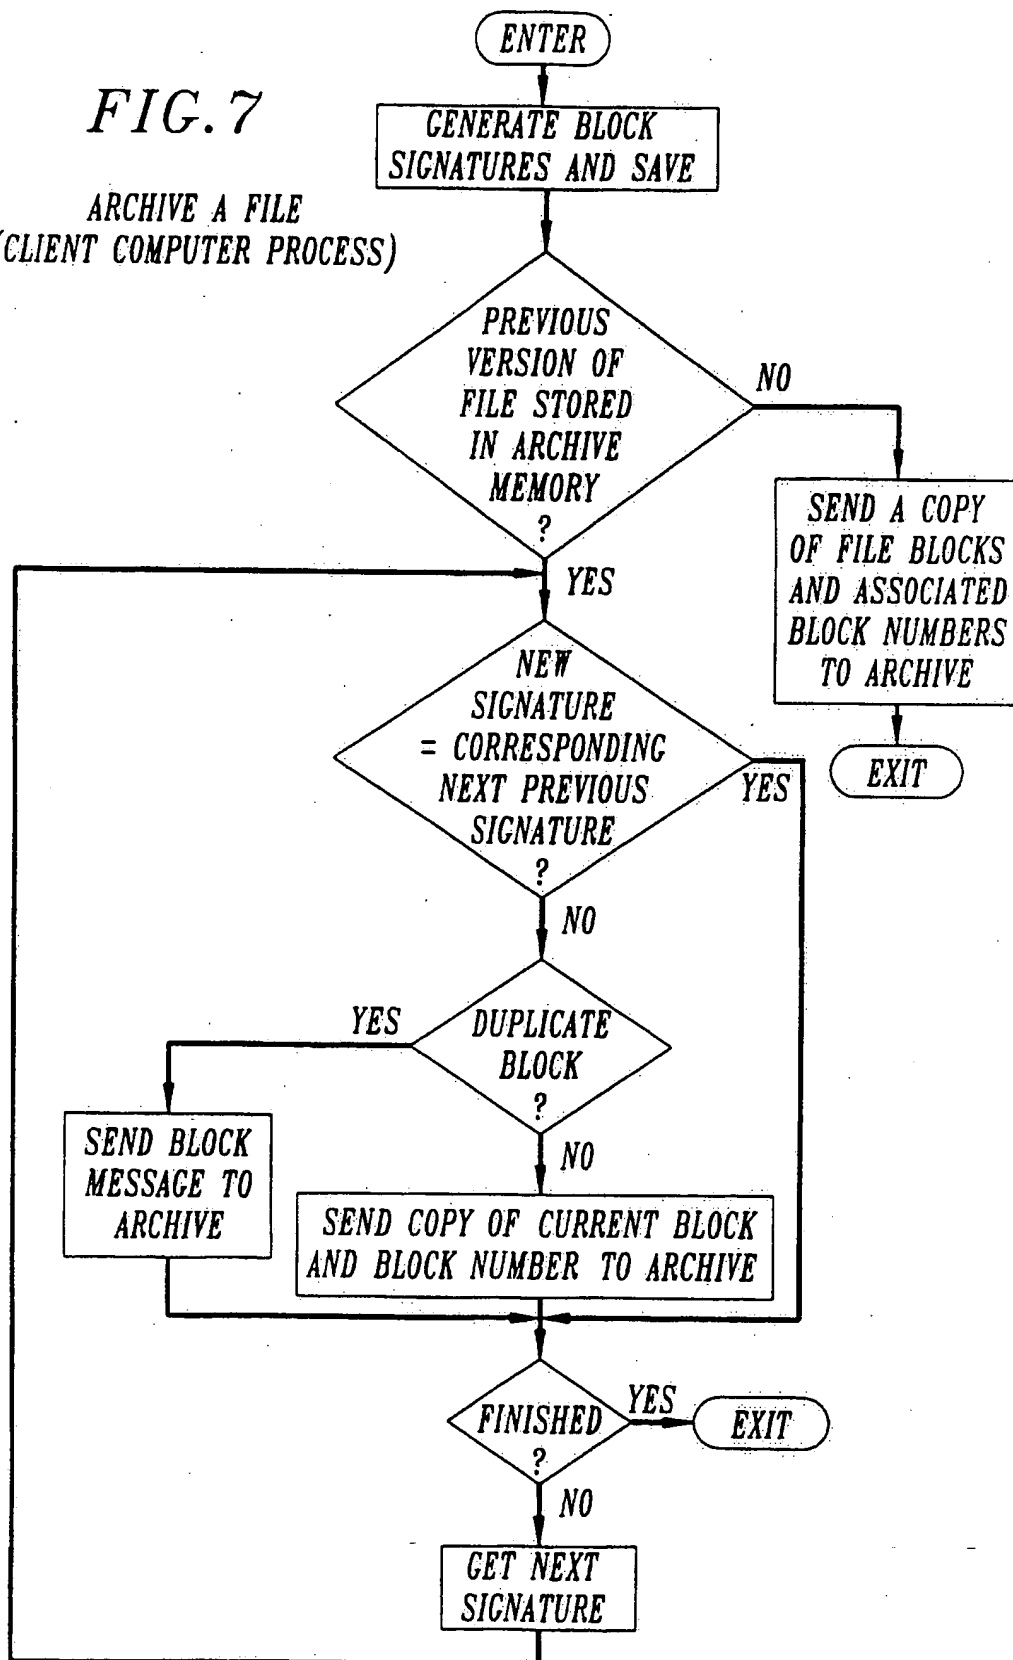 ENTER
FIG. 7
ARCHIVE A FILE
(CLIENT COMPUTER PROCESS)
GENERATE BLOCK
SIGNATURES AND SAVE
PREVIOUS
VERSION OF
FILE STORED
IN ARCHIVE
MEMORY
?
NO
SEND A COPY
OF FILE BLOCKS
AND ASSOCIATED
BLOCK NUMBERS
TO ARCHIVE
EXIT
YES
NEW
SIGNATURE
= CORRESPONDING
NEXT PREVIOUS
SIGNATURE
?
YES
NO
DUPLICATE
BLOCK
?
YES
SEND BLOCK
MESSAGE TO
ARCHIVE
NO
SEND COPY OF CURRENT BLOCK
AND BLOCK NUMBER TO ARCHIVE
FINISHED
?
YES
EXIT
NO
GET NEXT
SIGNATURE